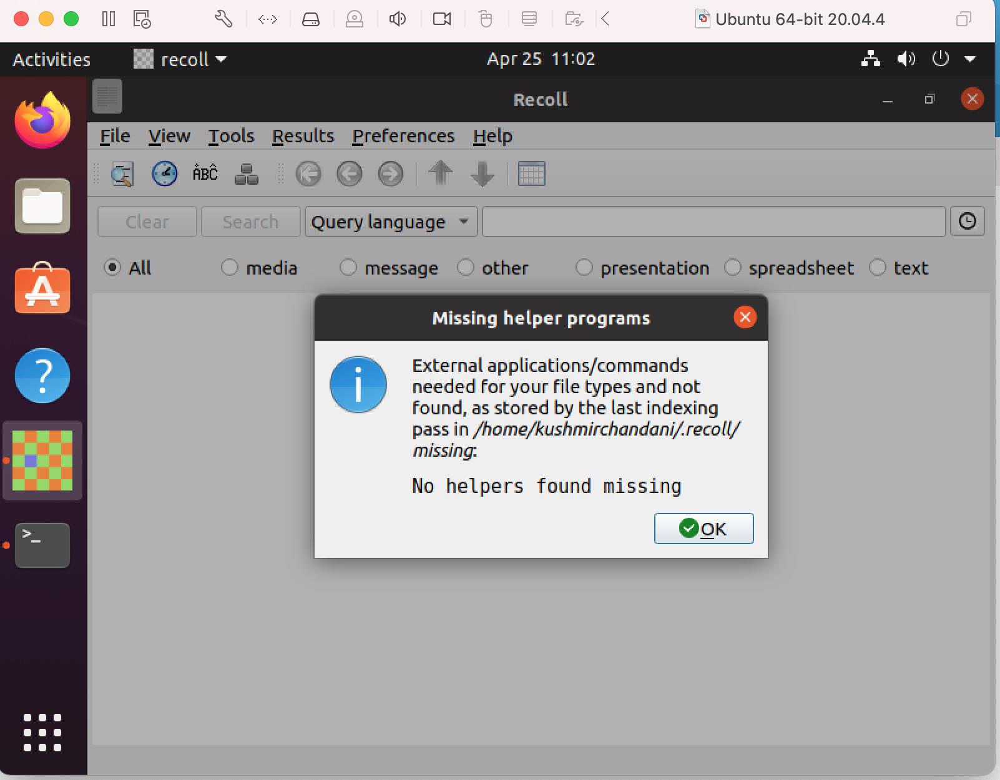 Ubuntu 64-bit 20.04.4
Activities
recoll
Apr 25 11:02
Recoll
File View Tools Results Preferences Help
ÅBĈ
Clear Search Query language
All media message other presentation spreadsheet text
Missing helper programs
External applications/commands
needed for your file types and not
found, as stored by the last indexing
pass in /home/kushmirchandani/.recoll/
missing:
No helpers found missing
OK